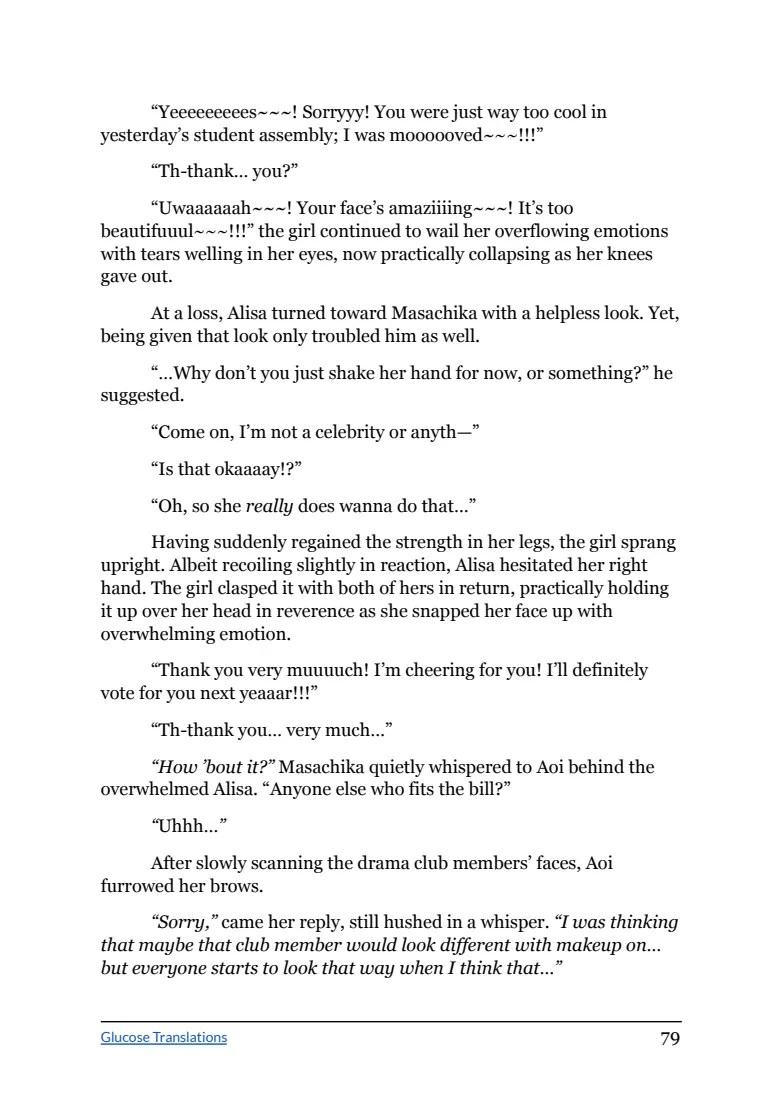 “Yeeeeeeeees~~~! Sorryyy! You were just way too cool in
yesterday’s student assembly; I was moooooved~~~!!!”
“Th-thank… you?”
“Uwaaaaaah~~~! Your face’s amaziiiing~~~! It’s too
beautifuuul~~~!!!” the girl continued to wail her overflowing emotions
with tears welling in her eyes, now practically collapsing as her knees
gave out.
At a loss, Alisa turned toward Masachika with a helpless look. Yet,
being given that look only troubled him as well.
“…Why don’t you just shake her hand for now, or something?” he
suggested.
“Come on, I’m not a celebrity or anyth—”
“Is that okaaaay!?”
“Oh, so she really does wanna do that…”
Having suddenly regained the strength in her legs, the girl sprang
upright. Albeit recoiling slightly in reaction, Alisa hesitated her right
hand. The girl clasped it with both of hers in return, practically holding
it up over her head in reverence as she snapped her face up with
overwhelming emotion.
“Thank you very muuuuch! I’m cheering for you! I’ll definitely
vote for you next yeaaar!!!”
“Th-thank you… very much…”
“How ’bout it?” Masachika quietly whispered to Aoi behind the
overwhelmed Alisa. “Anyone else who fits the bill?”
“Uhhh…”
After slowly scanning the drama club members’ faces, Aoi
furrowed her brows.
“Sorry,” came her reply, still hushed in a whisper. “I was thinking
that maybe that club member would look different with makeup on…
but everyone starts to look that way when I think that…”
Glucose Translations
79